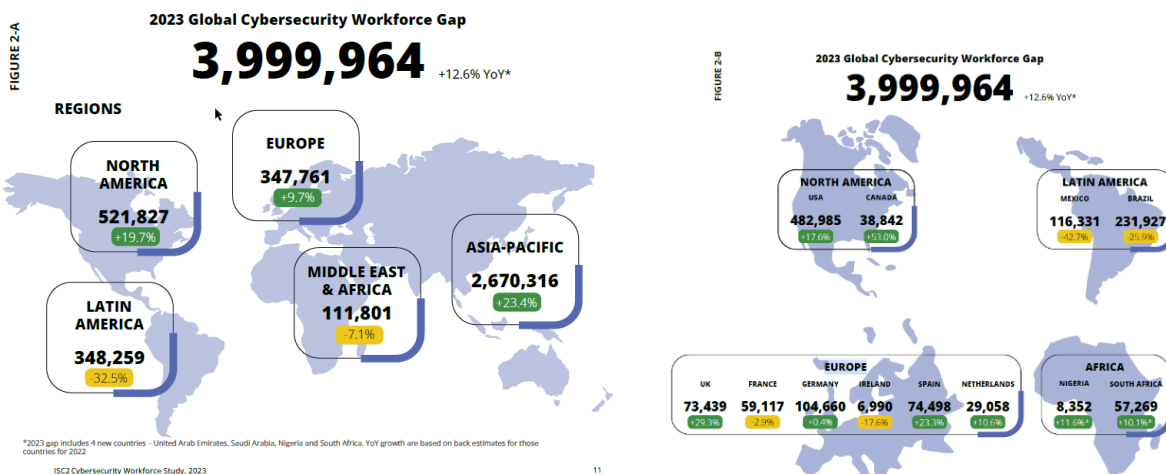 FIGURE 2-A
2023 Global Cybersecurity Workforce Gap
3,999,964 +12.6% YoY*
REGIONS
NORTH
AMERICA
521,827
+19.7%
EUROPE
347,761
+9.7%
ASIA-PACIFIC
2,670,316
+23.4%
MIDDLE EAST
& AFRICA
111,801
-7.1%
LATIN
AMERICA
348,259
-32.5%
*2023 gap includes 4 new countries – United Arab Emirates, Saudi Arabia, Nigeria and South Africa. YoY growth are based on back estimates for those
countries for 2022
ISC2 Cybersecurity Workforce Study, 2023 11
FIGURE 2-B
2023 Global Cybersecurity Workforce Gap
3,999,964 +12.6% YoY*
NORTH AMERICA
USA CANADA
482,985 38,842
+17.6% +53.0%
LATIN AMERICA
MEXICO BRAZIL
116,331 231,927
-42.7% -25.9%
EUROPE
UK FRANCE GERMANY IRELAND SPAIN NETHERLANDS
73,439 59,117 104,660 6,990 74,498 29,058
+29.3% -2.9% +0.4% -17.6% +23.3% +10.6%
AFRICA
NIGERIA SOUTH AFRICA
8,352 57,269
+11.6%* +10.1%*